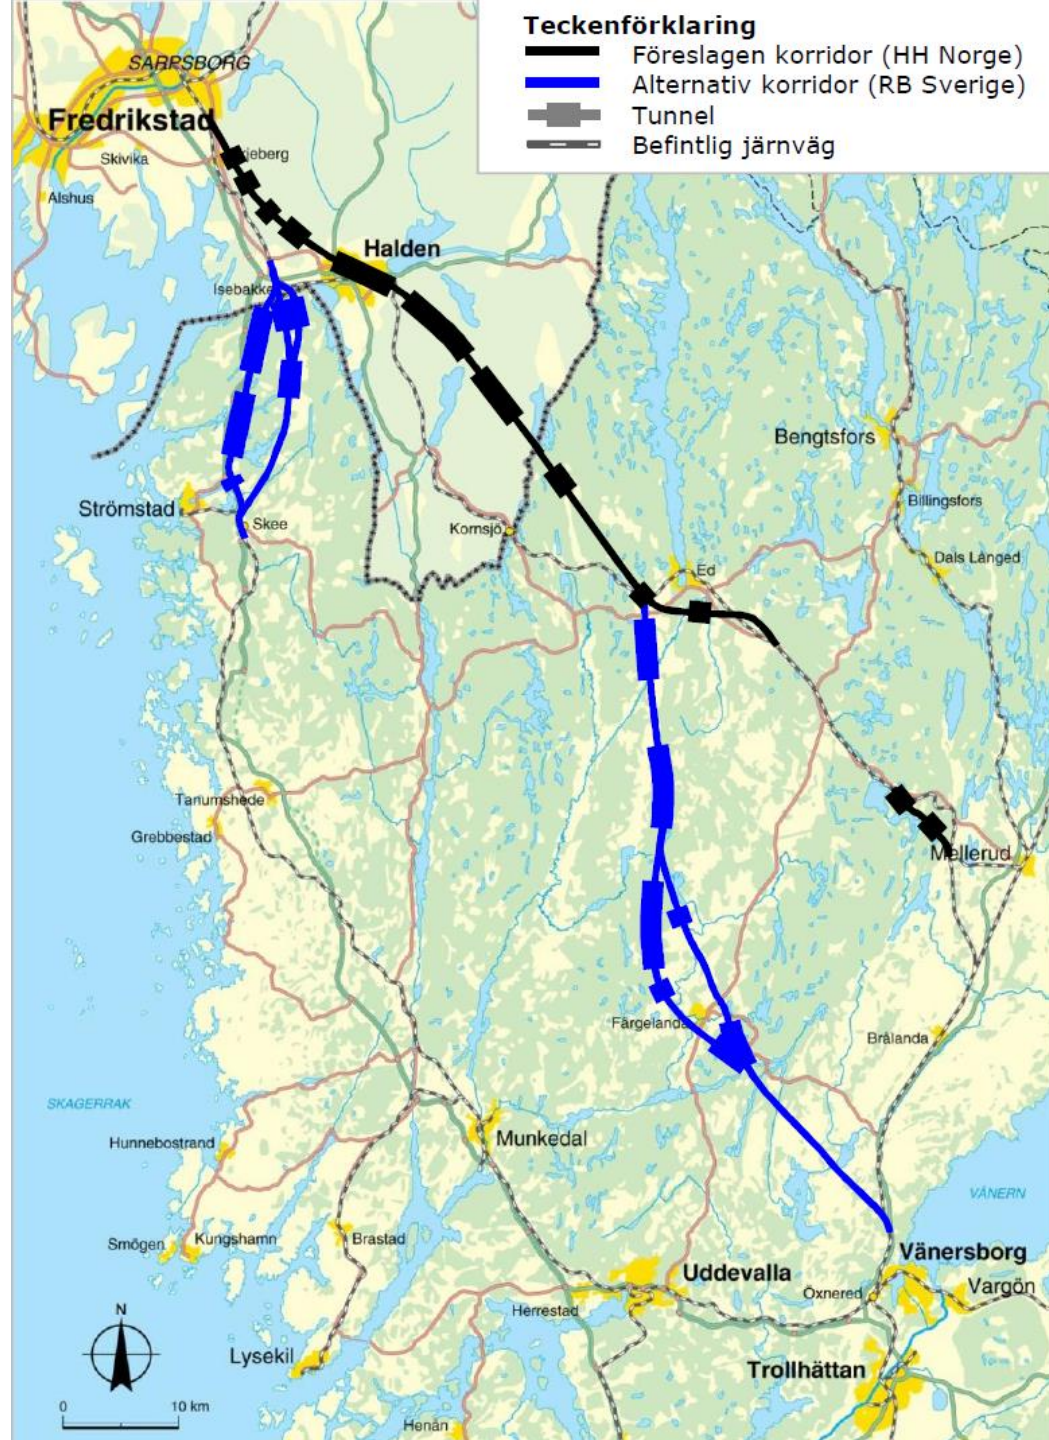 Teckenförklaring
Föreslagen korridor (HH Norge)
Alternativ korridor (RB Sverige)
Tunnel
Befintlig järnväg
SARPSBORG
Fredrikstad
Skivika
Alshus
Halden
Bengtsfors
Billingsfors
Strömstad
Skee
Kornsjö
Ed
Dals Långed
Tanumshede
Grebbestad
Mellerud
Färgelanda
Brålanda
SKAGERRAK
Hunnebostrand
Munkedal
VÄNERN
Smögen
Kungshamn
Brastad
Vänersborg
Uddevalla
Vargön
Öxnered
Herrestad
N
Lysekil
Trollhättan
0 10 km
Henån